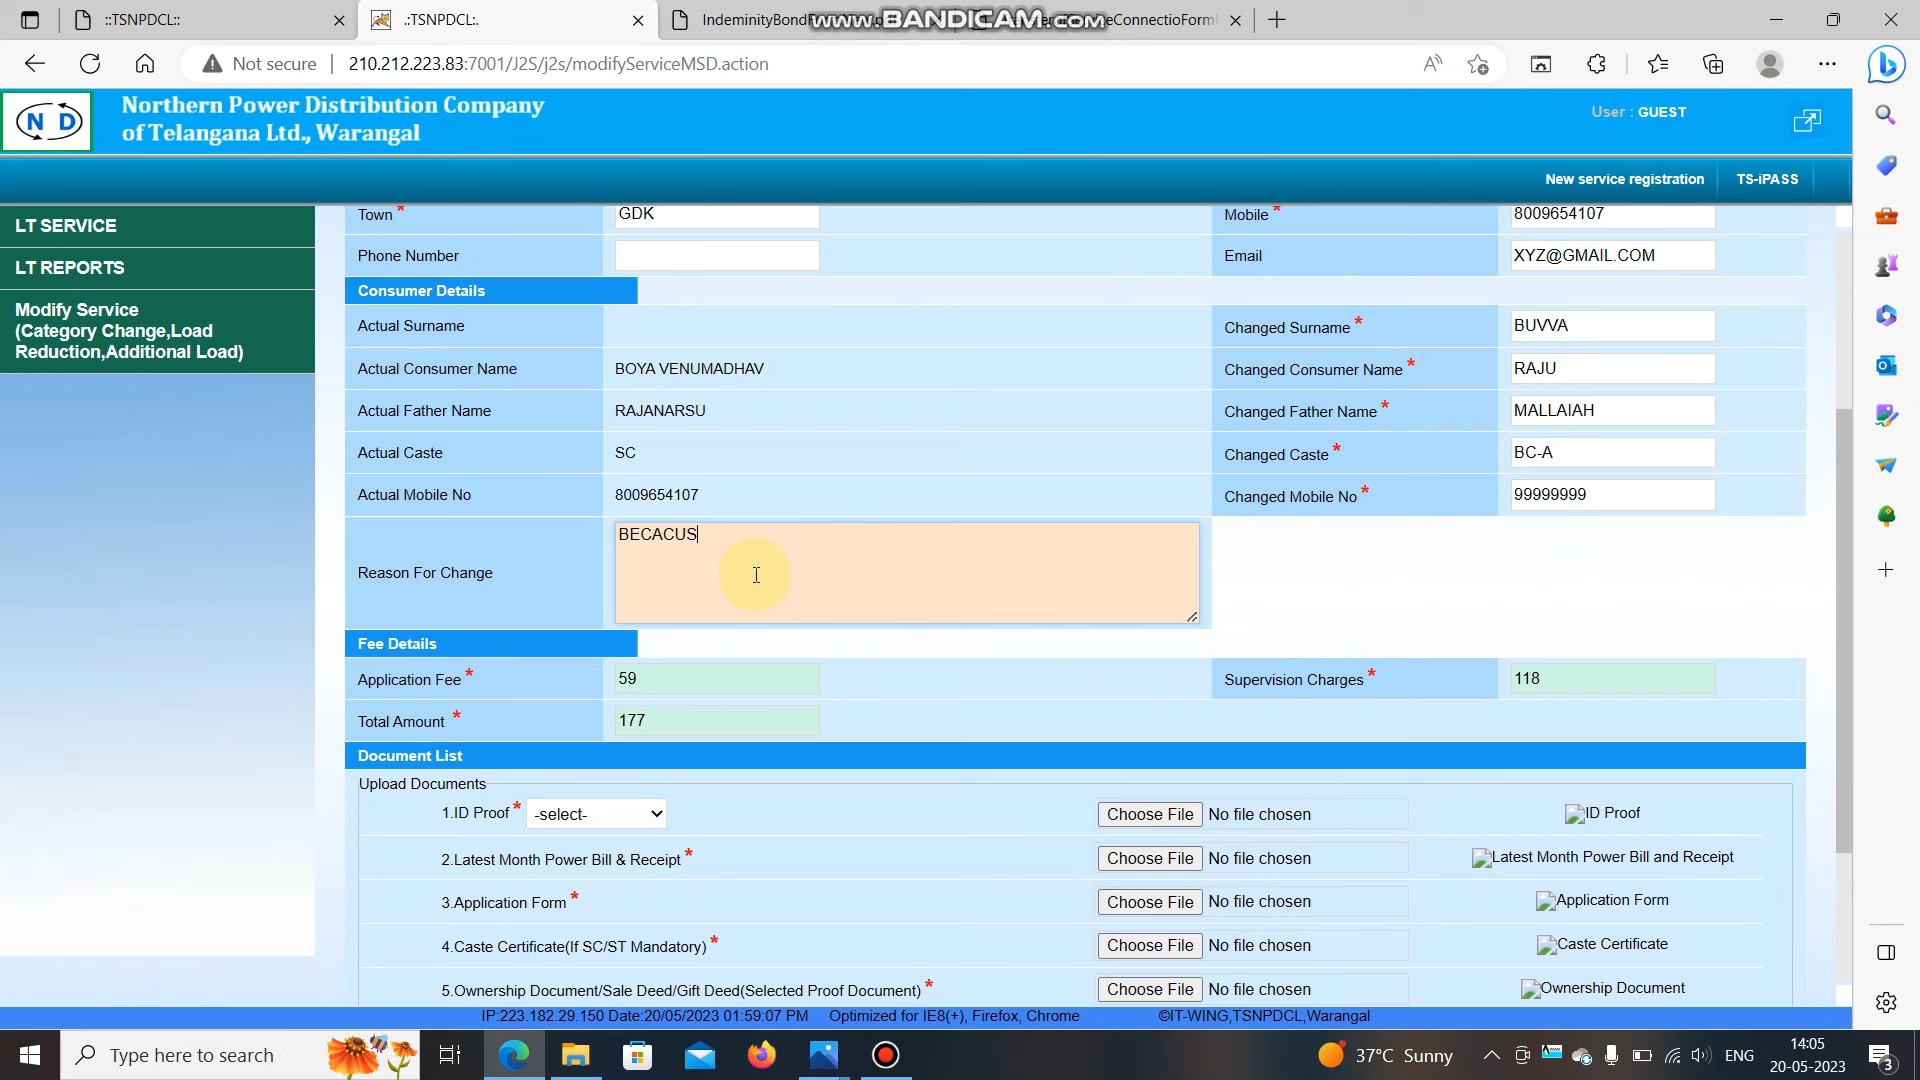 ::TSNPDCL::
.:TSNPDCL:.
www.BANDICAM.com
Not secure
210.212.223.83:7001/J2S/j2s/modifyServiceMSD.action
N D
Northern Power Distribution Company
of Telangana Ltd., Warangal
User : GUEST
New service registration
TS-iPASS
LT SERVICE
LT REPORTS
Modify Service
(Category Change,Load
Reduction,Additional Load)
Town * GDK Mobile * 8009654107
Phone Number Email XYZ@GMAIL.COM
Consumer Details
Actual Surname Changed Surname * BUVVA
Actual Consumer Name BOYA VENUMADHAV Changed Consumer Name * RAJU
Actual Father Name RAJANARSU Changed Father Name * MALLAIAH
Actual Caste SC Changed Caste * BC-A
Actual Mobile No 8009654107 Changed Mobile No * 99999999
BECACUS
Reason For Change
Fee Details
Application Fee * 59 Supervision Charges * 118
Total Amount * 177
Document List
Upload Documents
1.ID Proof * -select- Choose File No file chosen ID Proof
2.Latest Month Power Bill & Receipt * Choose File No file chosen Latest Month Power Bill and Receipt
3.Application Form * Choose File No file chosen Application Form
4.Caste Certificate(If SC/ST Mandatory) * Choose File No file chosen Caste Certificate
5.Ownership Document/Sale Deed/Gift Deed(Selected Proof Document) * Choose File No file chosen Ownership Document
IP:223.182.29.150 Date:20/05/2023 01:59:07 PM Optimized for IE8(+), Firefox, Chrome ©IT-WING,TSNPDCL,Warangal
Type here to search
37°C Sunny
ENG
14:05
20-05-2023
3